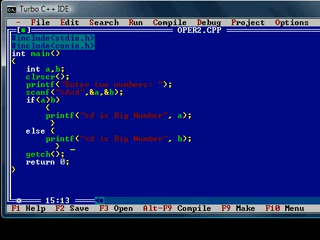 Turbo C++ IDE
File Edit Search Run Compile Debug Project Options
OPER2.CPP
#include<stdio.h>
#include<conio.h>
int main()
{
int a,b;
clrscr();
printf("Enter two numbers: ");
scanf("%d%d",&a,&b);
if(a>b)
{
printf("%d is Big Number", a);
}
else {
printf("%d is Big Number", b);
}
getch();
return 0;
}
15:13
F1 Help F2 Save F3 Open Alt-F9 Compile F9 Make F10 Menu